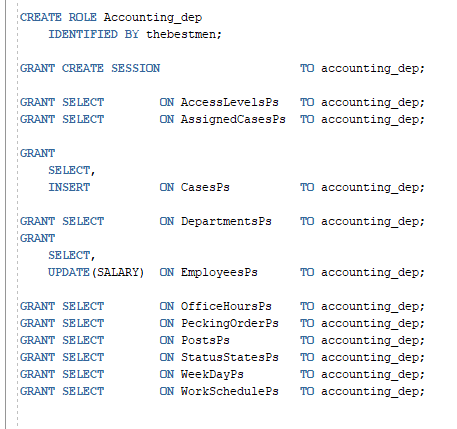 CREATE ROLE Accounting_dep
IDENTIFIED BY thebestmen;
GRANT CREATE SESSION TO accounting_dep;
GRANT SELECT ON AccessLevelsPs TO accounting_dep;
GRANT SELECT ON AssignedCasesPs TO accounting_dep;
GRANT
SELECT,
INSERT ON CasesPs TO accounting_dep;
GRANT SELECT ON DepartmentsPs TO accounting_dep;
GRANT
SELECT,
UPDATE(SALARY) ON EmployeesPs TO accounting_dep;
GRANT SELECT ON OfficeHoursPs TO accounting_dep;
GRANT SELECT ON PeckingOrderPs TO accounting_dep;
GRANT SELECT ON PostsPs TO accounting_dep;
GRANT SELECT ON StatusStatesPs TO accounting_dep;
GRANT SELECT ON WeekDayPs TO accounting_dep;
GRANT SELECT ON WorkSchedulePs TO accounting_dep;